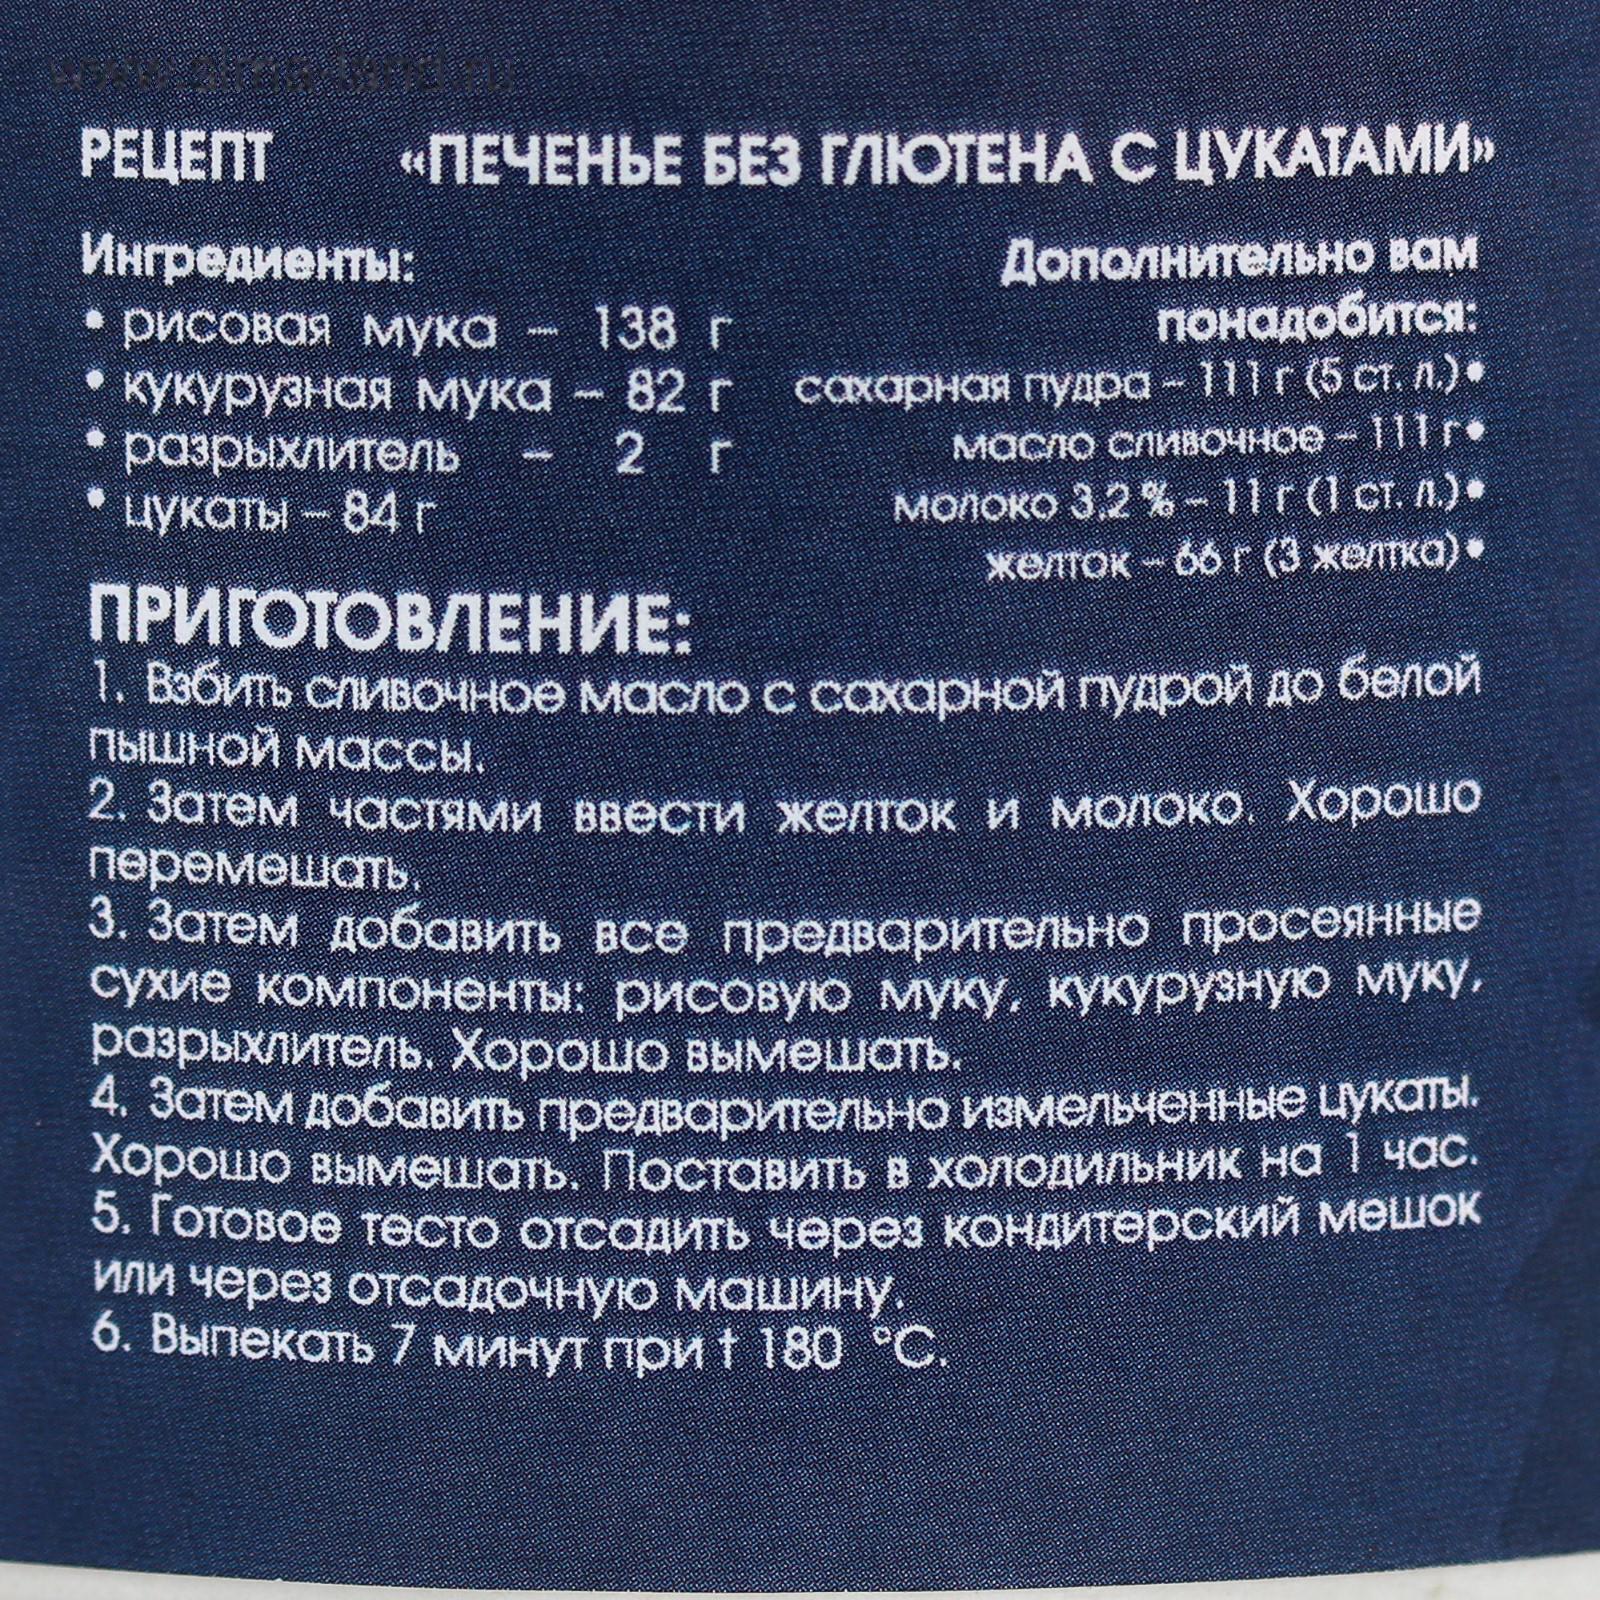 www.alma-land.ru
РЕЦЕПТ «ПЕЧЕНЬЕ БЕЗ ГЛЮТЕНА С ЦУКАТАМИ»
Ингредиенты:
• рисовая мука – 138 г
• кукурузная мука – 82 г
• разрыхлитель – 2 г
• цукаты – 84 г
Дополнительно вам
понадобится:
сахарная пудра – 111 г (5 ст. л.)•
масло сливочное – 111 г•
молоко 3,2 % – 11 г (1 ст. л.)•
желток – 66 г (3 желтка)•
ПРИГОТОВЛЕНИЕ:
1. Взбить сливочное масло с сахарной пудрой до белой
пышной массы.
2. Затем частями ввести желток и молоко. Хорошо
перемешать.
3. Затем добавить все предварительно просеянные
сухие компоненты: рисовую муку, кукурузную муку,
разрыхлитель. Хорошо вымешать.
4. Затем добавить предварительно измельченные цукаты.
Хорошо вымешать. Поставить в холодильник на 1 час.
5. Готовое тесто отсадить через кондитерский мешок
или через отсадочную машину.
6. Выпекать 7 минут при t 180 °C.